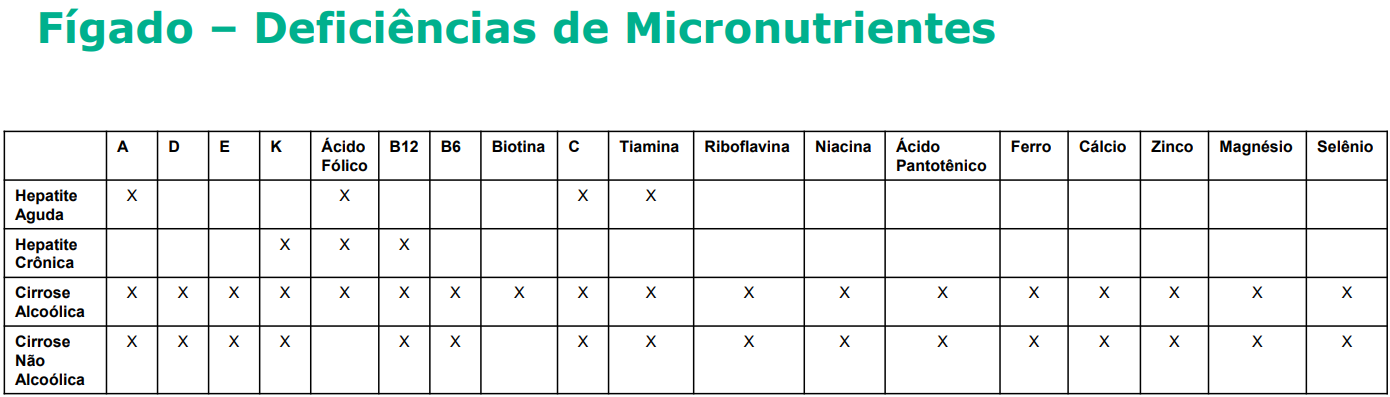 Fígado – Deficiências de Micronutrientes
A D E K Ácido Fólico B12 B6 Biotina C Tiamina Riboflavina Niacina Ácido Pantotênico Ferro Cálcio Zinco Magnésio Selênio
Hepatite Aguda X X X X
Hepatite Crônica X X X
Cirrose Alcoólica X X X X X X X X X X X X X X X X X X
Cirrose Não Alcoólica X X X X X X X X X X X X X X X X